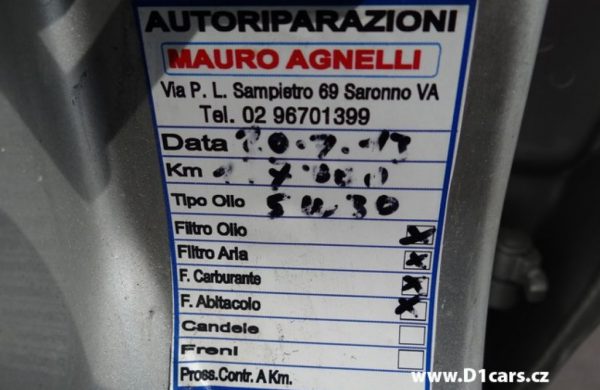 AUTORIPARAZIONI
MAURO AGNELLI
Via P. L. Sampietro 69 Saronno VA
Tel. 02 96701399
Data
Km
Tipo Olio 5W30
Filtro Olio X
Filtro Aria X
F. Carburante X
F. Abitacolo X
Candele
Freni
Pross.Contr. A Km.
www.D1cars.cz